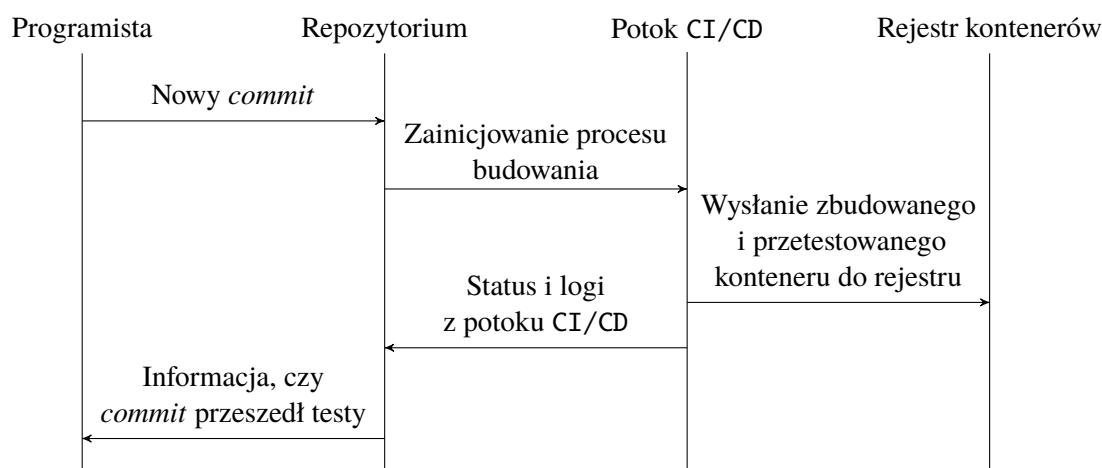 Programista
Repozytorium
Potok CI/CD
Rejestr kontenerów
Nowy commit
Zainicjowanie procesu
budowania
Wysłanie zbudowanego
i przetestowanego
konteneru do rejestru
Status i logi
z potoku CI/CD
Informacja, czy
commit przeszedł testy